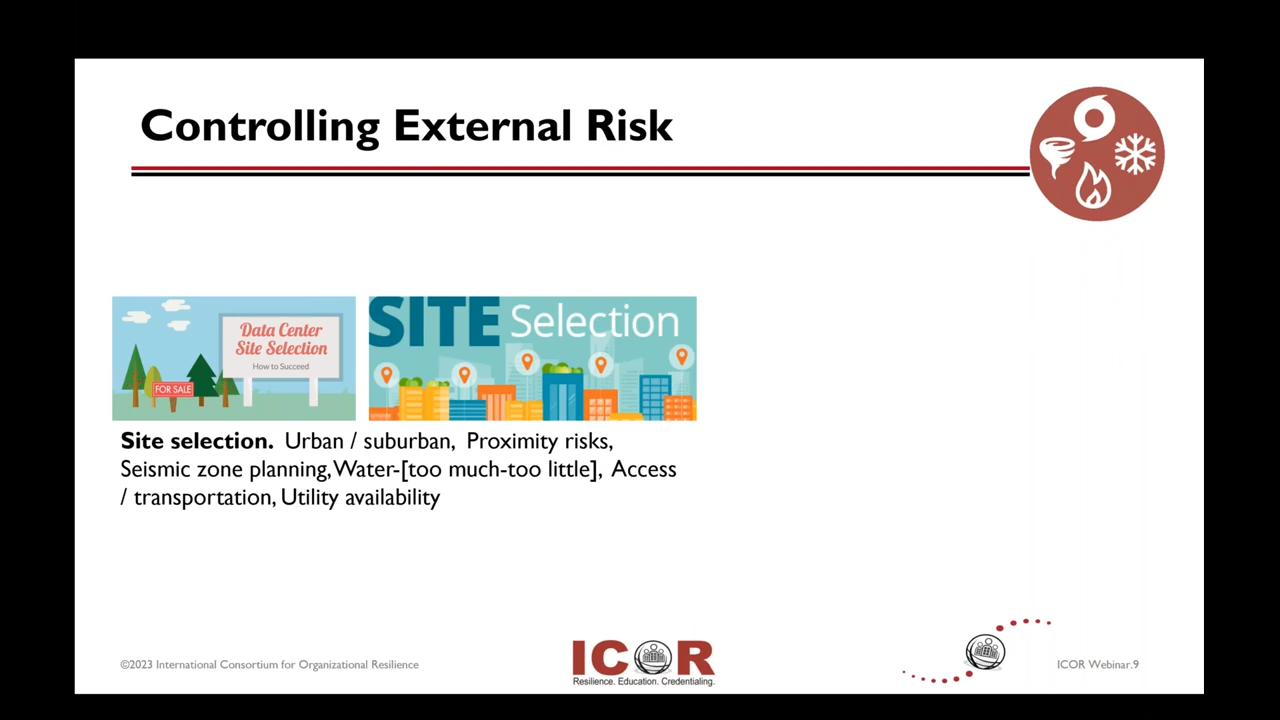 Controlling External Risk
Data Center
Site Selection
How to Succeed
FOR SALE
SITE Selection
Site selection. Urban / suburban, Proximity risks,
Seismic zone planning, Water-[too much-too little], Access
/ transportation, Utility availability
©2023 International Consortium for Organizational Resilience
ICOR
Resilience. Education. Credentialing.
ICOR Webinar.9